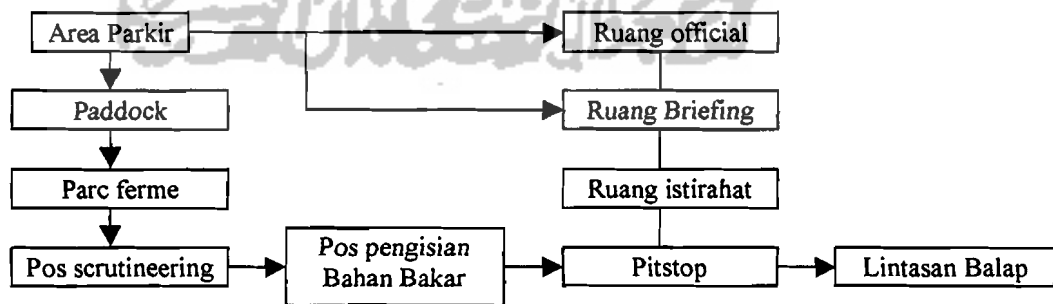 Area Parkir
Ruang official
Paddock
Ruang Briefing
Parc ferme
Ruang istirahat
Pos scrutineering
Pos pengisian
Bahan Bakar
Pitstop
Lintasan Balap